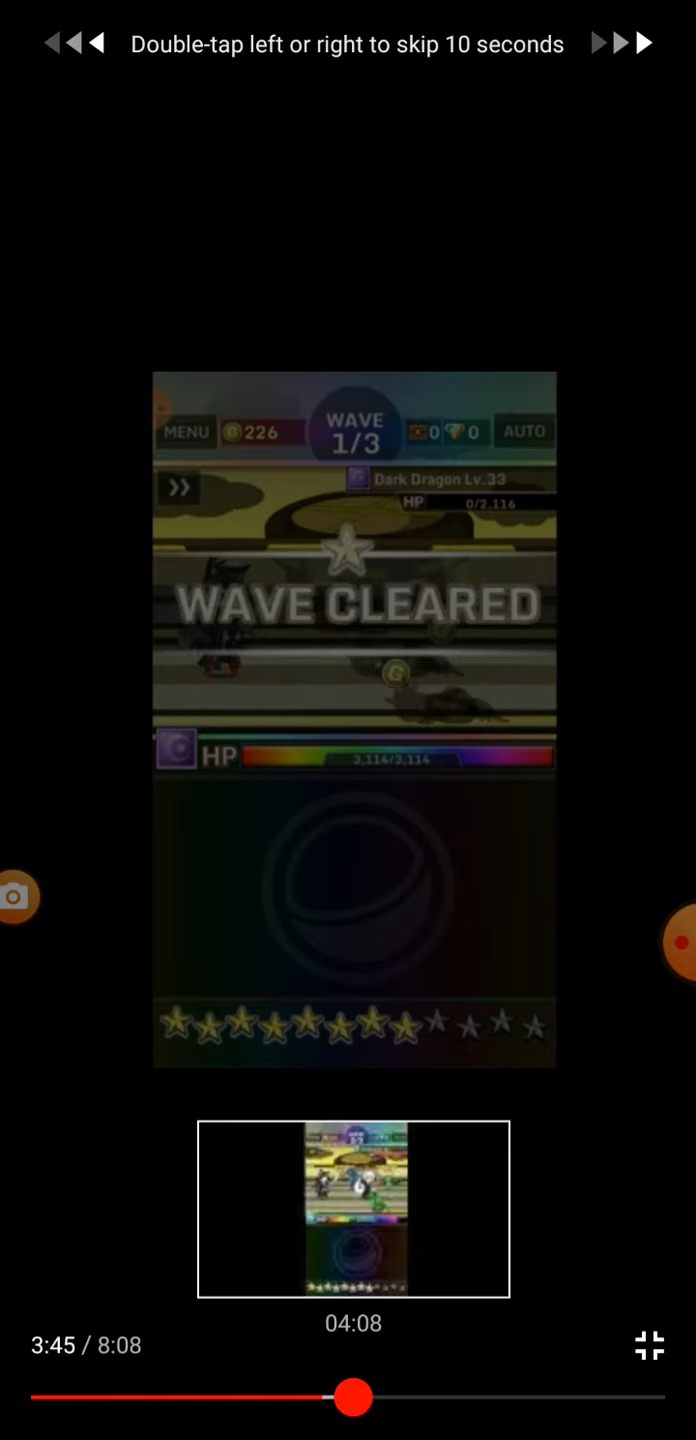 Double-tap left or right to skip 10 seconds
MENU G 226 WAVE 1/3 0 0 AUTO
Dark Dragon Lv.33
HP 0/2,116
WAVE CLEARED
G
HP 3,114/3,114
04:08
3:45 / 8:08